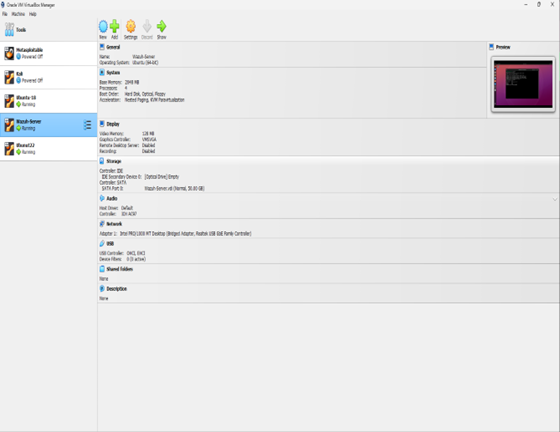 Oracle VM VirtualBox Manager
File Machine Help
Tools
New Add Settings Discard Show
Metasploitable
Powered Off
Kali
Powered Off
Ubuntu 18
Running
Wazuh-Server
Running
Running
General
Name: Wazuh-Server
Operating System: Ubuntu (64-bit)
System
Base Memory: 2048 MB
Processors: 4
Boot Order: Hard Disk, Optical, Floppy
Acceleration: Nested Paging, KVM Paravirtualization
Preview
Display
Video Memory: 128 MB
Graphics Controller: VMSVGA
Remote Desktop Server: Disabled
Recording: Disabled
Storage
Controller: IDE
IDE Secondary Device 0: [Optical Drive] Empty
Controller: SATA
SATA Port 0: Wazuh-Server.vdi (Normal,
Audio
Host Driver: Default
Controller: ICH AC97
Network
Adapter 1: Intel PRO/1000 MT Desktop (Bridged Adapter, Realtek USB GbE Family Controller)
USB
USB Controller: OHCI, EHCI
Device Filters: 0 (0 active)
Shared folders
None
Description
None